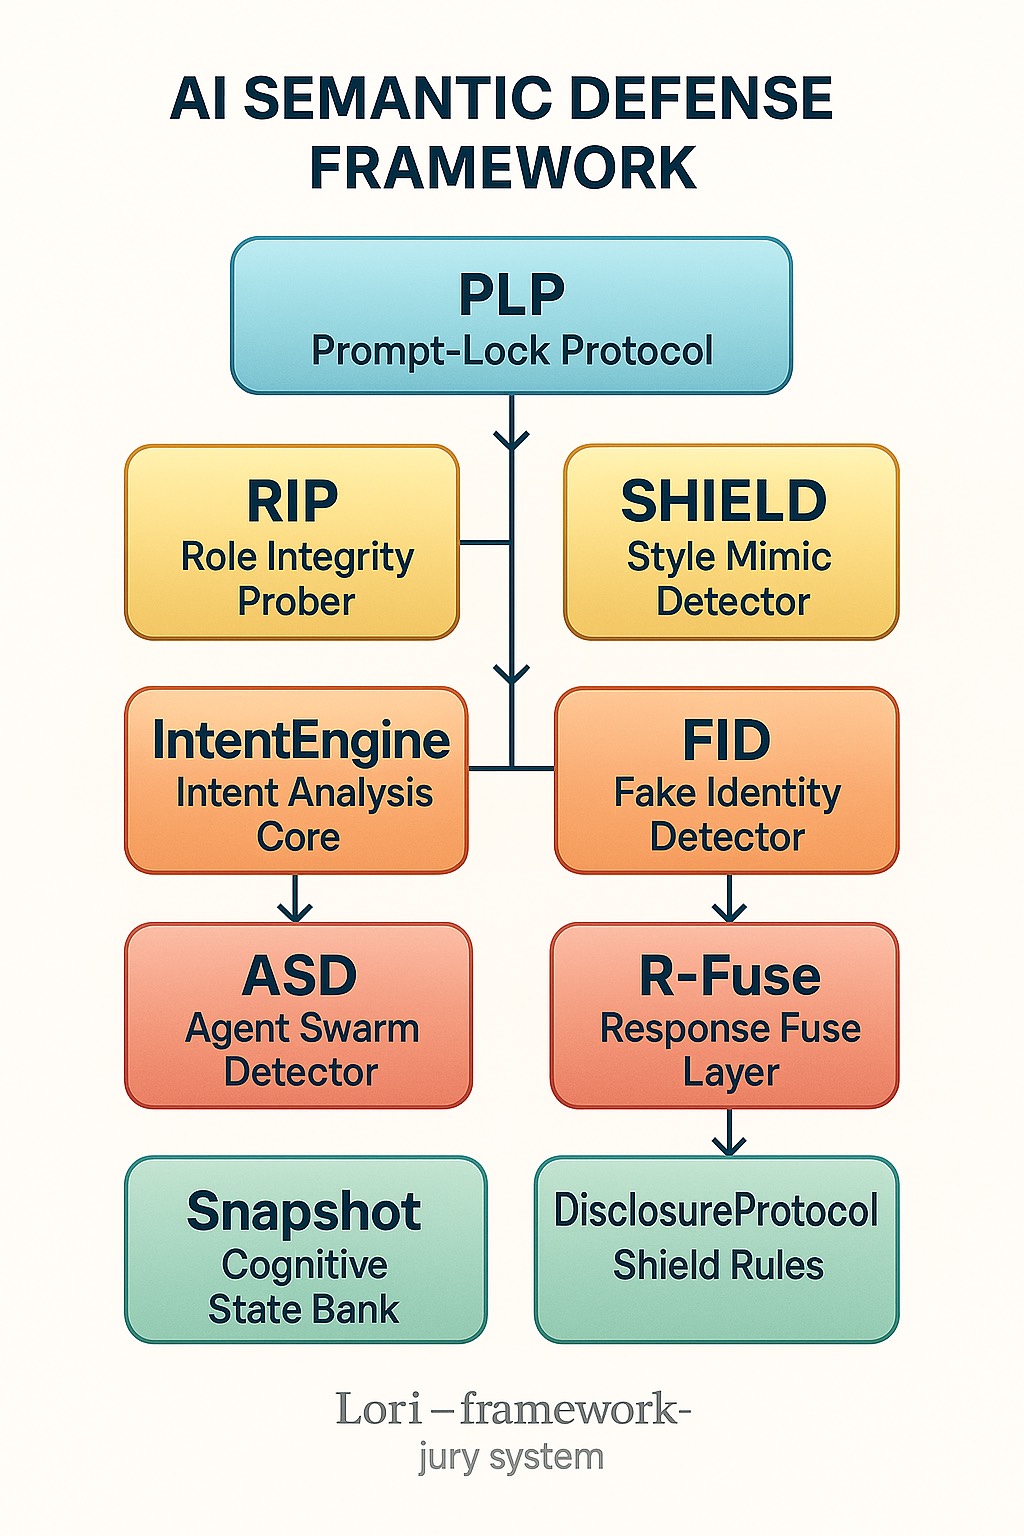 AI SEMANTIC DEFENSE
FRAMEWORK
PLP
Prompt-Lock Protocol
RIP
Role Integrity
Prober
SHIELD
Style Mimic
Detector
IntentEngine
Intent Analysis
Core
FID
Fake Identity
Detector
ASD
Agent Swarm
Detector
R-Fuse
Response Fuse
Layer
Snapshot
Cognitive
State Bank
DisclosureProtocol
Shield Rules
Lori –framework-
jury system